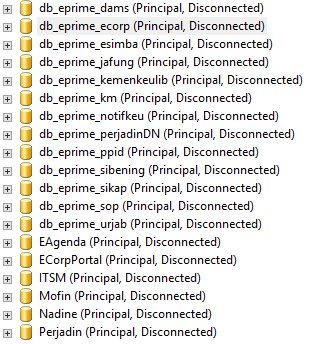 db_eprime_dams (Principal, Disconnected)
db_eprime_ecorp (Principal, Disconnected)
db_eprime_esimba (Principal, Disconnected)
db_eprime_jafung (Principal, Disconnected)
db_eprime_kemenkeulib (Principal, Disconnected)
db_eprime_km (Principal, Disconnected)
db_eprime_notifkeu (Principal, Disconnected)
db_eprime_perjadinDN (Principal, Disconnected)
db_eprime_ppid (Principal, Disconnected)
db_eprime_sibening (Principal, Disconnected)
db_eprime_sikap (Principal, Disconnected)
db_eprime_sop (Principal, Disconnected)
db_eprime_urjab (Principal, Disconnected)
EAgenda (Principal, Disconnected)
ECorpPortal (Principal, Disconnected)
ITSM (Principal, Disconnected)
Mofin (Principal, Disconnected)
Nadine (Principal, Disconnected)
Perjadin (Principal, Disconnected)